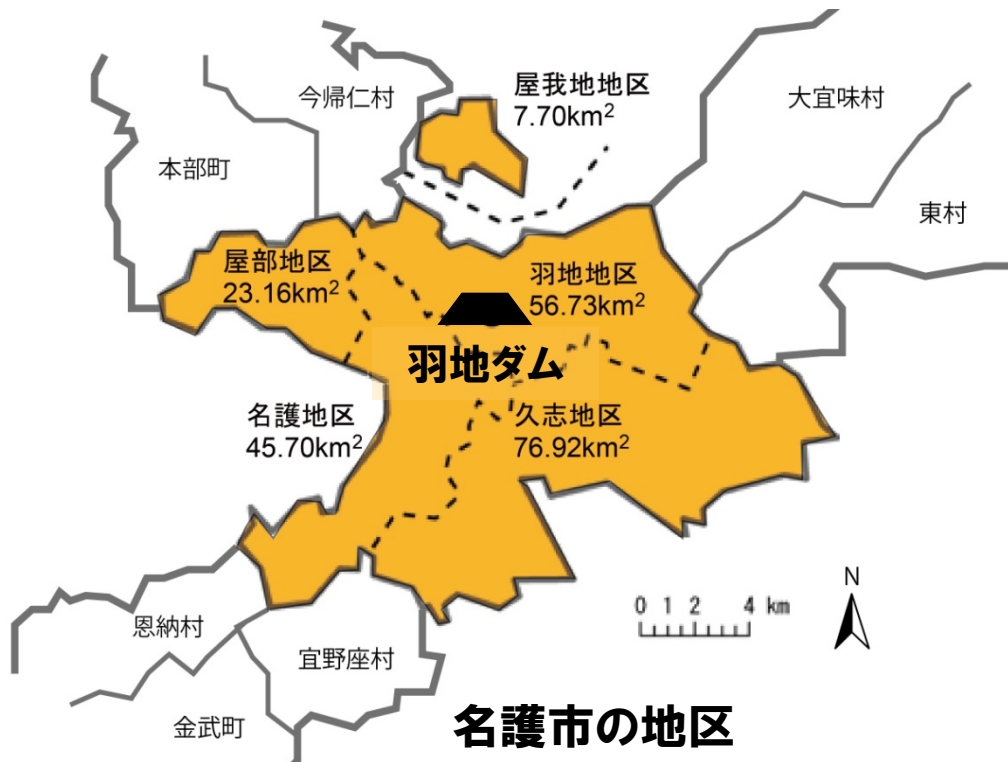 今帰仁村
屋我地地区
7.70km²
大宜味村
本部町
東村
屋部地区
23.16km²
羽地地区
56.73km²
羽地ダム
名護地区
45.70km²
久志地区
76.92km²
N
0 1 2 4 km
恩納村
宜野座村
金武町
名護市の地区